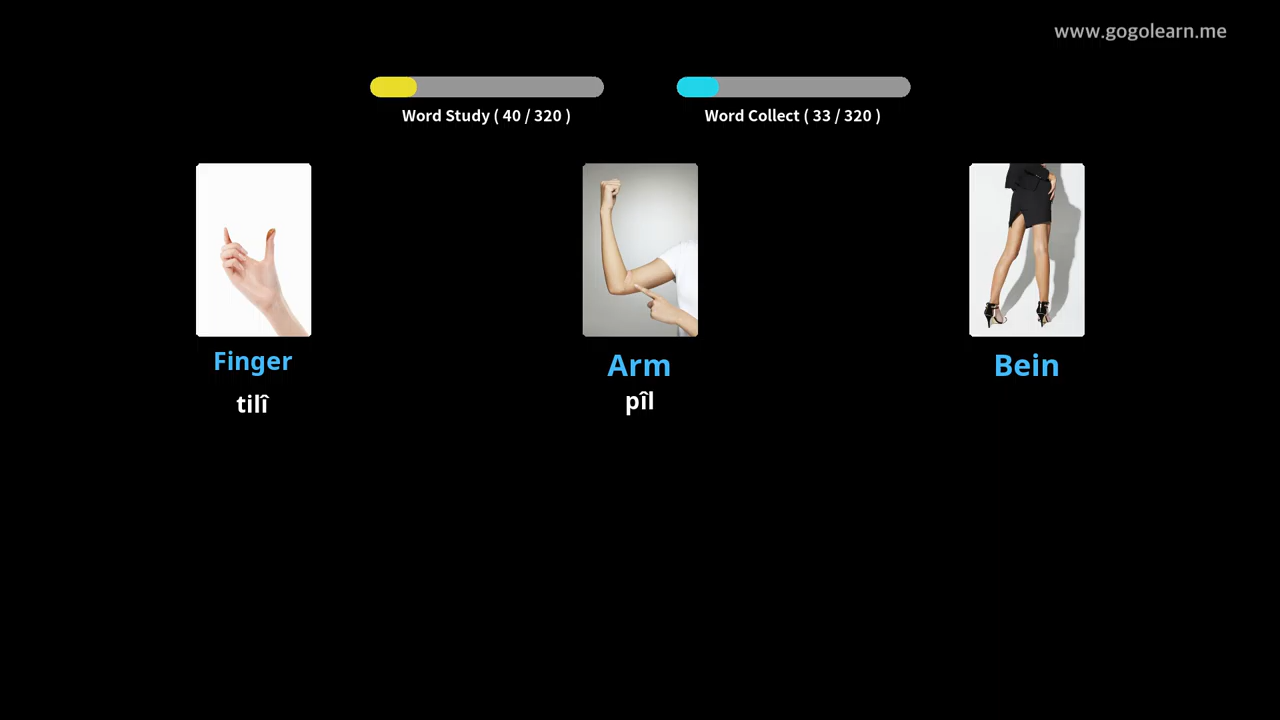 www.gogolearn.me
Word Study ( 40 / 320 )
Word Collect ( 33 / 320 )
Finger
Arm
Bein
tilî
pîl